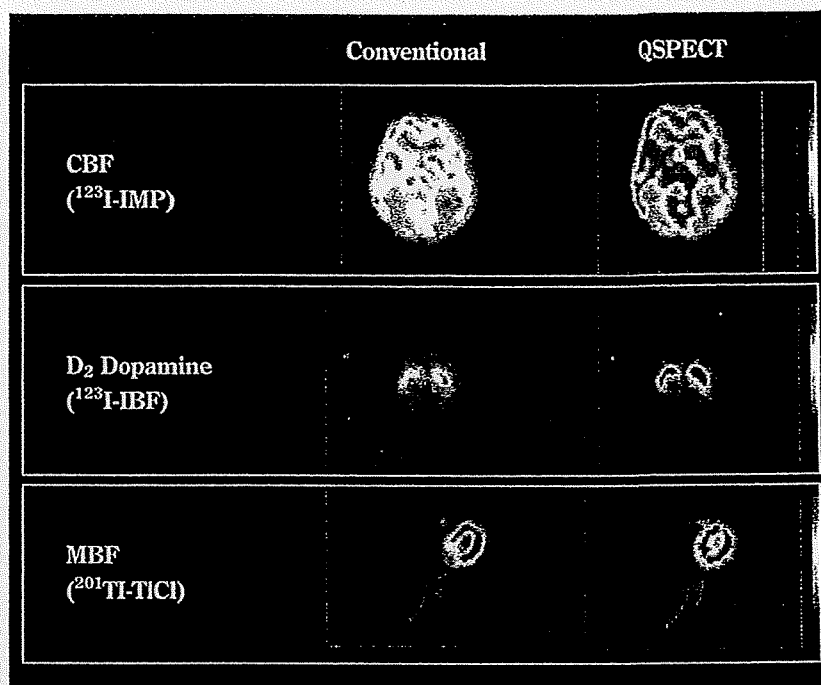 Conventional QSPECT
CBF
(¹²³I-IMP)
D₂ Dopamine
(¹²³I-IBF)
MBF
(²⁰¹Tl-TlCl)